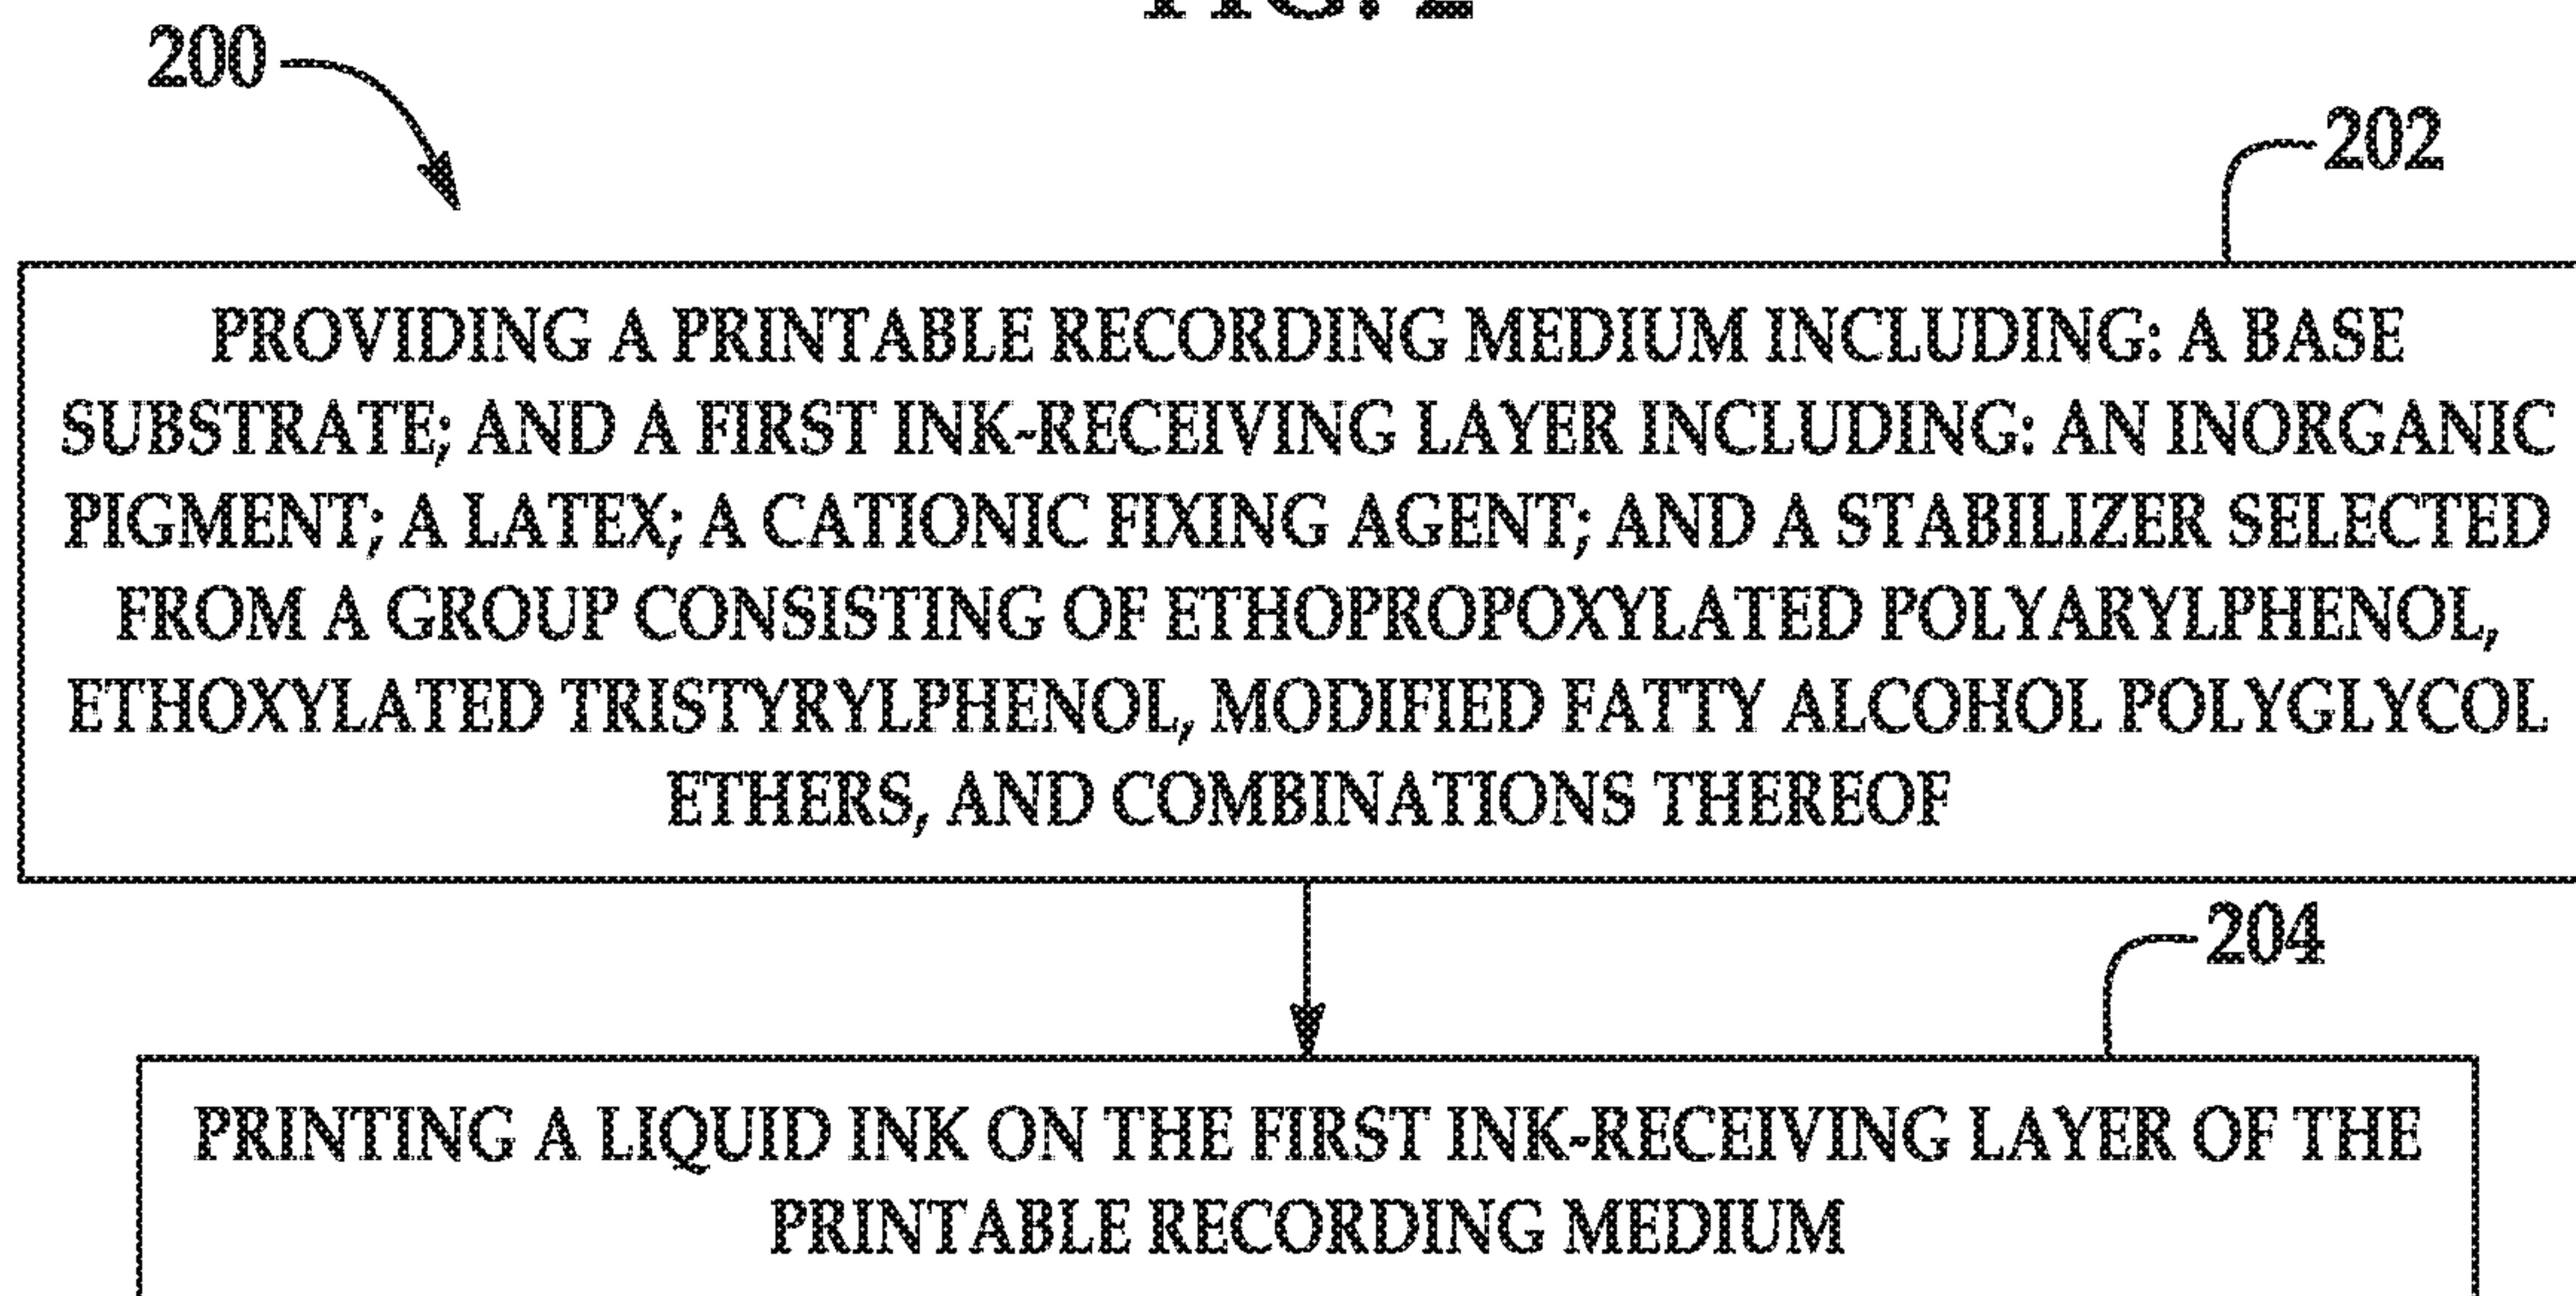 FIG. 2
200
202
PROVIDING A PRINTABLE RECORDING MEDIUM INCLUDING: A BASE
SUBSTRATE; AND A FIRST INK-RECEIVING LAYER INCLUDING: AN INORGANIC
PIGMENT; A LATEX; A CATIONIC FIXING AGENT; AND A STABILIZER SELECTED
FROM A GROUP CONSISTING OF ETHOPROPOXYLATED POLYARYLPHENOL,
ETHOXYLATED TRISTYRYLPHENOL, MODIFIED FATTY ALCOHOL POLYGLYCOL
ETHERS, AND COMBINATIONS THEREOF
204
PRINTING A LIQUID INK ON THE FIRST INK-RECEIVING LAYER OF THE
PRINTABLE RECORDING MEDIUM